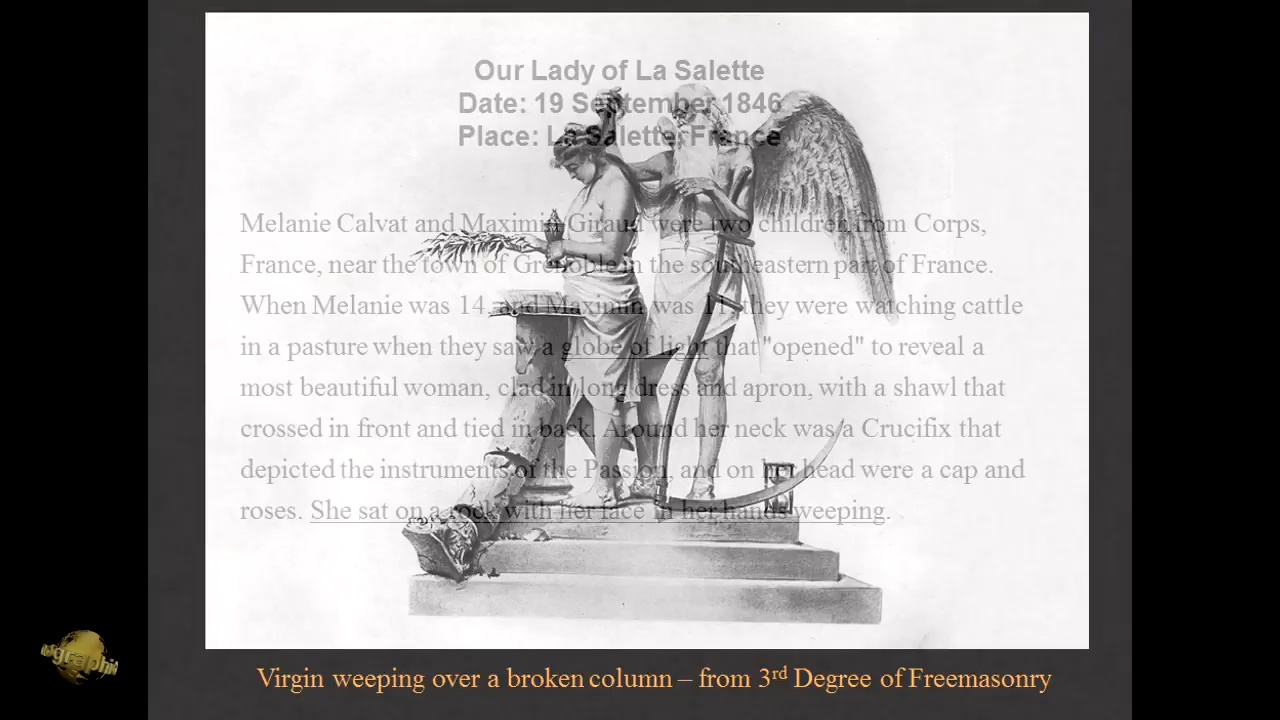 Our Lady of La Salette
Date: 19 September 1846
Place: La Salette, France
Melanie Calvat and Maximin Giraud were two children from Corps,
France, near the town of Grenoble in the southeastern part of France.
When Melanie was 14, and Maximin was 11, they were watching cattle
in a pasture when they saw a globe of light that "opened" to reveal a
most beautiful woman, clad in long dress and apron, with a shawl that
crossed in front and tied in back. Around her neck was a Crucifix that
depicted the instruments of the Passion, and on her head were a cap and
roses. She sat on a rock with her face in her hands weeping.
Virgin weeping over a broken column – from 3rd Degree of Freemasonry